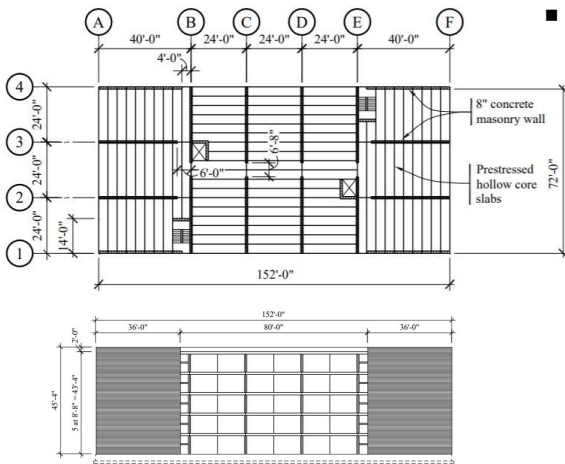 A B C D E F
40'-0" 24'-0" 24'-0" 24'-0" 40'-0"
4'-0"
4
3
2
1
24'-0"
24'-0"
24'-0"
14'-0"
6'-8"
6'-0"
8" concrete
masonry wall
Prestressed
hollow core
slabs
72'-0"
152'-0"
152'-0"
36'-0" 80'-0" 36'-0"
2'-0"
45'-4"
5 at 8'-8" = 43'-4"